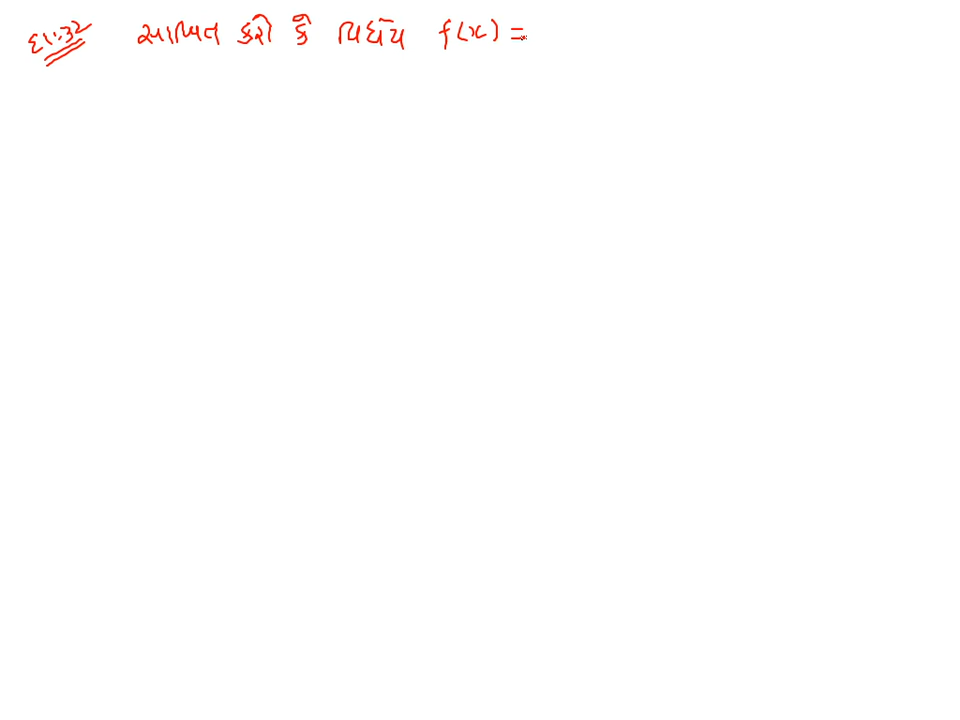 દા:૩૨ સાબિત કરો કે વિધેય f(x) =